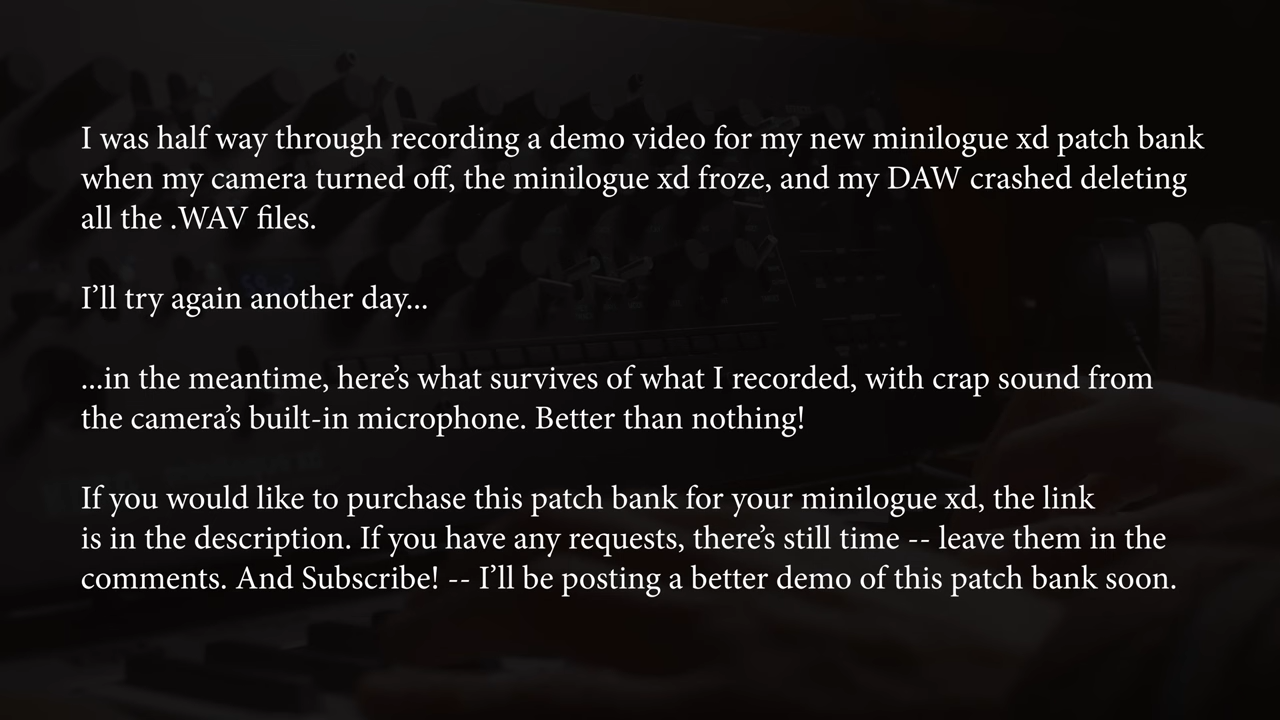 I was half way through recording a demo video for my new minilogue xd patch bank
when my camera turned off, the minilogue xd froze, and my DAW crashed deleting
all the .WAV files.
I’ll try again another day...
...in the meantime, here’s what survives of what I recorded, with crap sound from
the camera’s built-in microphone. Better than nothing!
If you would like to purchase this patch bank for your minilogue xd, the link
is in the description. If you have any requests, there’s still time -- leave them in the
comments. And Subscribe! -- I’ll be posting a better demo of this patch bank soon.